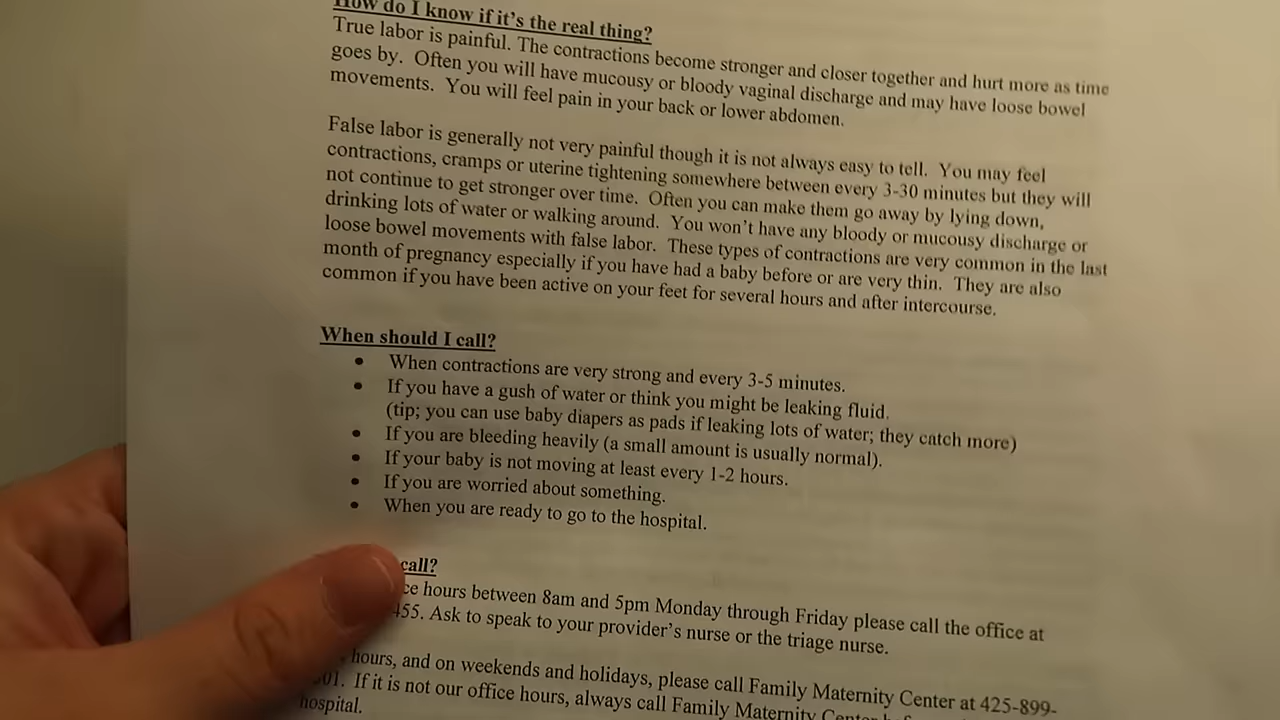 How do I know if it's the real thing?
True labor is painful. The contractions become stronger and closer together and hurt more as time
goes by. Often you will have mucousy or bloody vaginal discharge and may have loose bowel
movements. You will feel pain in your back or lower abdomen.
False labor is generally not very painful though it is not always easy to tell. You may feel
contractions, cramps or uterine tightening somewhere between every 3-30 minutes but they will
not continue to get stronger over time. Often you can make them go away by lying down,
drinking lots of water or walking around. You won't have any bloody or mucousy discharge or
loose bowel movements with false labor. These types of contractions are very common in the last
month of pregnancy especially if you have had a baby before or are very thin. They are also
common if you have been active on your feet for several hours and after intercourse.
When should I call?
• When contractions are very strong and every 3-5 minutes.
• If you have a gush of water or think you might be leaking fluid.
(tip; you can use baby diapers as pads if leaking lots of water; they catch more)
• If you are bleeding heavily (a small amount is usually normal).
• If your baby is not moving at least every 1-2 hours.
• If you are worried about something.
• When you are ready to go to the hospital.
call?
hours between 8am and 5pm Monday through Friday please call the office at
455. Ask to speak to your provider's nurse or the triage nurse.
hours, and on weekends and holidays, please call Family Maternity Center at 425-899-
01. If it is not our office hours, always call Family Maternity Center
hospital.